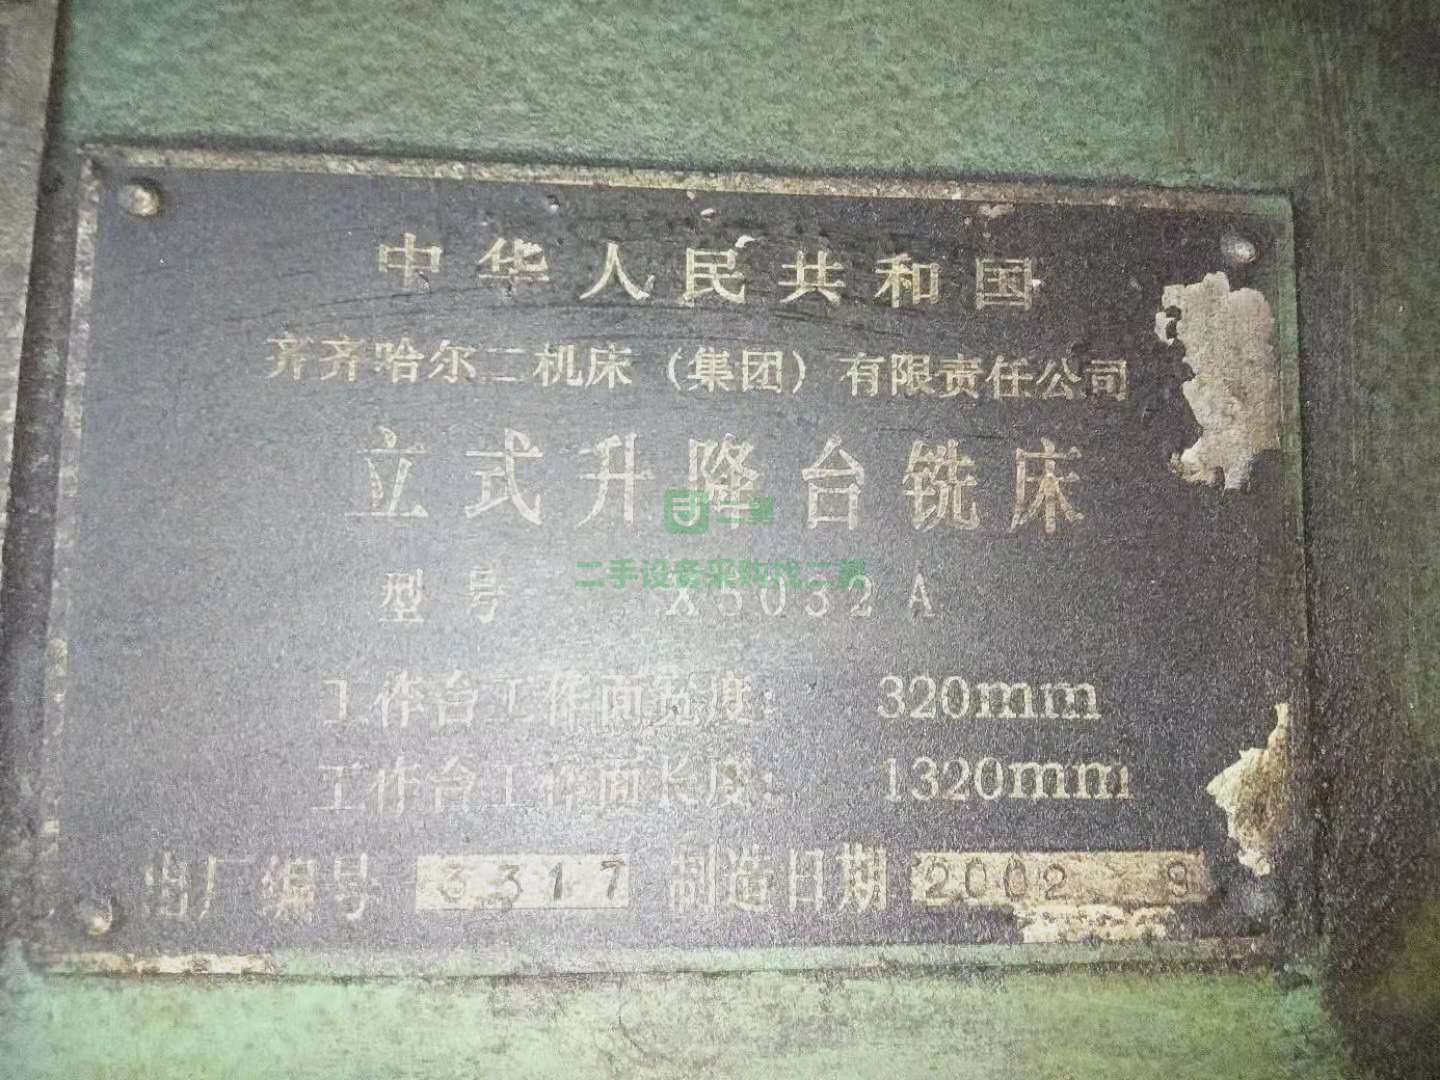 中华人民共和国
齐齐哈尔二机床（集团）有限责任公司
立式升降台铣床
二手设备采购找二易
型号 X5032A
工作台工作面宽度： 320mm
工作台工作面长度： 1320mm
出厂编号 3317 制造日期 2002 9